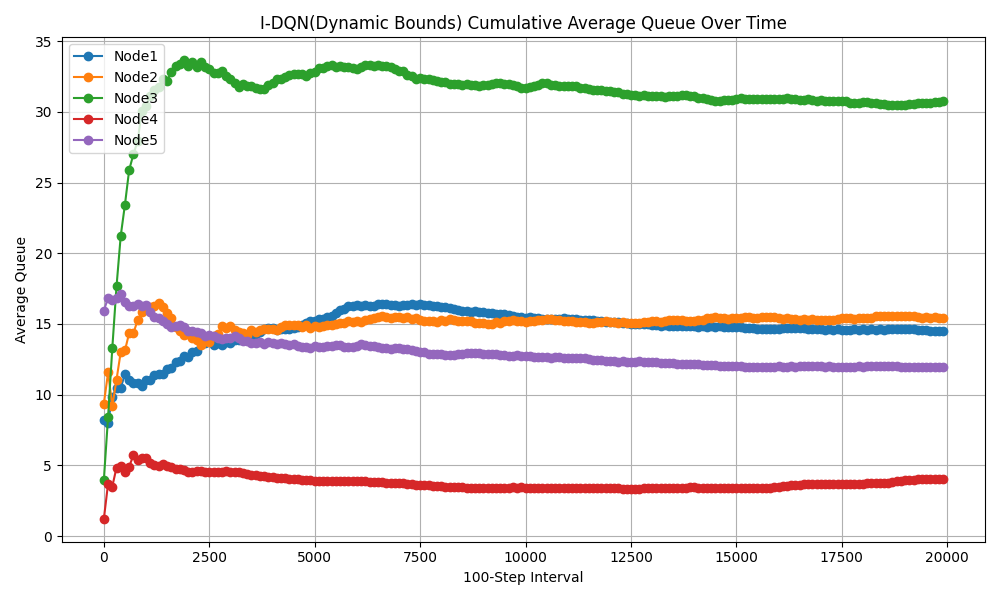 I-DQN(Dynamic Bounds) Cumulative Average Queue Over Time
35
30
25
20
15
10
5
0
Average Queue
Node1
Node2
Node3
Node4
Node5
0 2500 5000 7500 10000 12500 15000 17500 20000
100-Step Interval